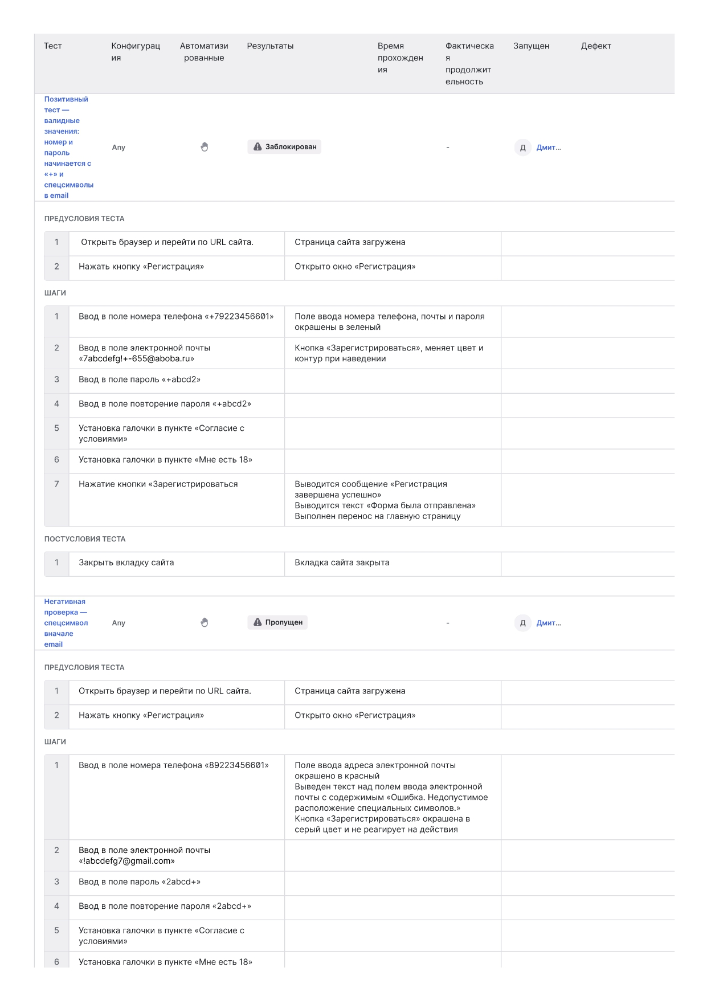 Тест
Конфигурац
ия
Автоматизи
рованные
Результаты
Время
прохожден
ия
Фактическа
я
продолжит
ельность
Запущен
Дефект
Позитивный
тест —
валидные
значения:
номер и
пароль
начинается с
«+» и
спецсимволы
в email
Any
Заблокирован
-
Д
Дмит...
ПРЕДУСЛОВИЯ ТЕСТА
1
Открыть браузер и перейти по URL сайта.
Страница сайта загружена
2
Нажать кнопку «Регистрация»
Открыто окно «Регистрация»
ШАГИ
1
Ввод в поле номера телефона «+79223456601»
Поле ввода номера телефона, почты и пароля
окрашены в зеленый
2
Ввод в поле электронной почты
«7abcdefg!+-655@aboba.ru»
Кнопка «Зарегистрироваться», меняет цвет и
контур при наведении
3
Ввод в поле пароль «+abcd2»
4
Ввод в поле повторение пароля «+abcd2»
5
Установка галочки в пункте «Согласие с
условиями»
6
Установка галочки в пункте «Мне есть 18»
7
Нажатие кнопки «Зарегистрироваться
Выводится сообщение «Регистрация
завершена успешно»
Выводится текст «Форма была отправлена»
Выполнен перенос на главную страницу
ПОСТУСЛОВИЯ ТЕСТА
1
Закрыть вкладку сайта
Вкладка сайта закрыта
Негативная
проверка —
спецсимвол
вначале
email
Any
Пропущен
-
Д
Дмит...
ПРЕДУСЛОВИЯ ТЕСТА
1
Открыть браузер и перейти по URL сайта.
Страница сайта загружена
2
Нажать кнопку «Регистрация»
Открыто окно «Регистрация»
ШАГИ
1
Ввод в поле номера телефона «89223456601»
Поле ввода адреса электронной почты
окрашено в красный
Выведен текст над полем ввода электронной
почты с содержимым «Ошибка. Недопустимое
расположение специальных символов.»
Кнопка «Зарегистрироваться» окрашена в
серый цвет и не реагирует на действия
2
Ввод в поле электронной почты
«!abcdefg7@gmail.com»
3
Ввод в поле пароль «2abcd+»
4
Ввод в поле повторение пароля «2abcd+»
5
Установка галочки в пункте «Согласие с
условиями»
6
Установка галочки в пункте «Мне есть 18»